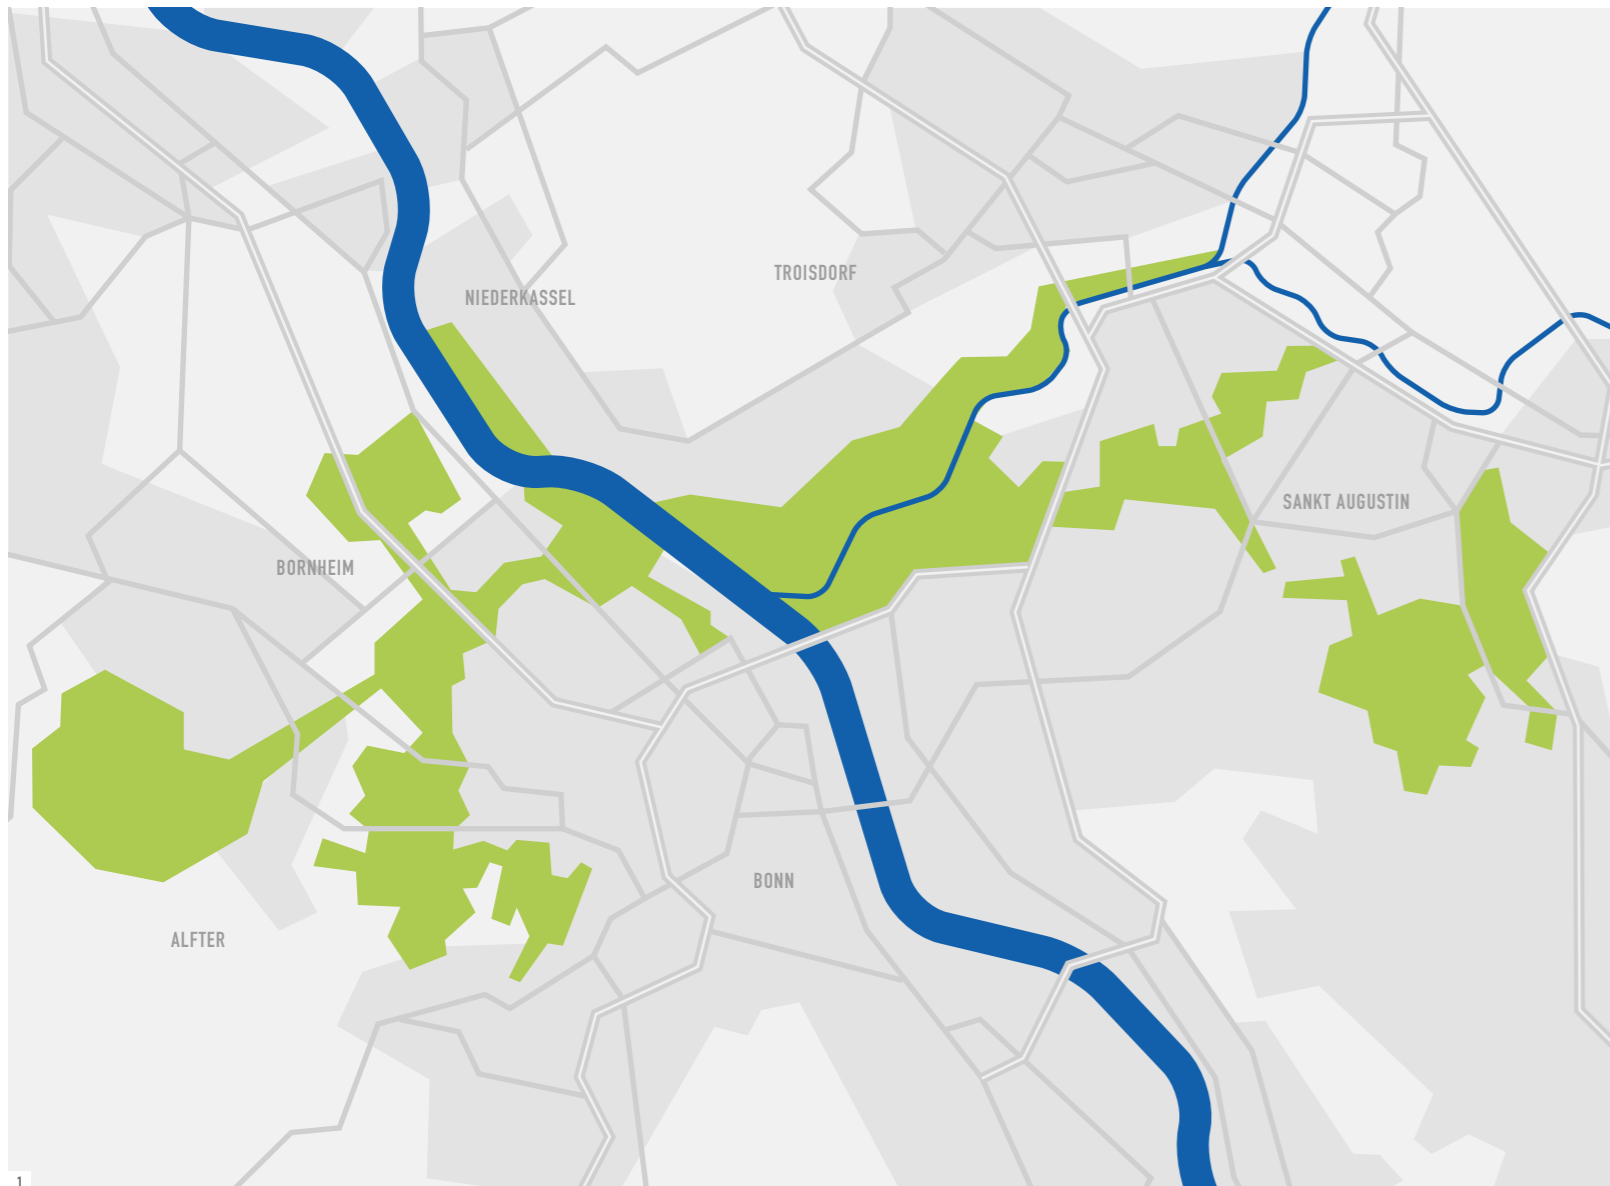 TROISDORF
NIEDERKASSEL
SANKT AUGUSTIN
BORNHEIM
BONN
ALFTER
1